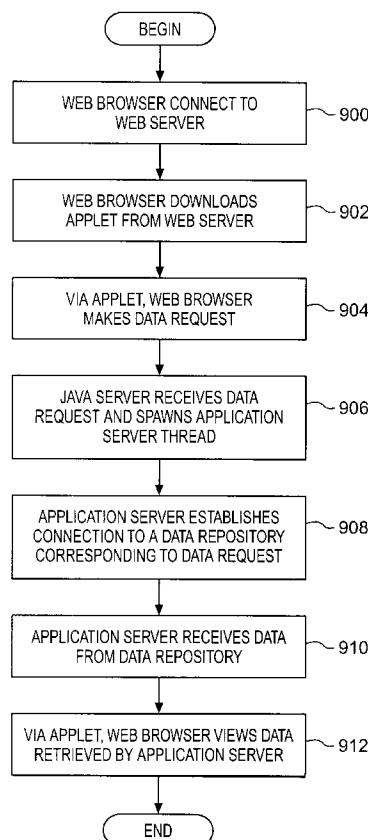 BEGIN
WEB BROWSER CONNECT TO
WEB SERVER
900
WEB BROWSER DOWNLOADS
APPLET FROM WEB SERVER
902
VIA APPLET, WEB BROWSER
MAKES DATA REQUEST
904
JAVA SERVER RECEIVES DATA
REQUEST AND SPAWNS APPLICATION
SERVER THREAD
906
APPLICATION SERVER ESTABLISHES
CONNECTION TO A DATA REPOSITORY
CORRESPONDING TO DATA REQUEST
908
APPLICATION SERVER RECEIVES DATA
FROM DATA REPOSITORY
910
VIA APPLET, WEB BROWSER VIEWS DATA
RETRIEVED BY APPLICATION SERVER
912
END